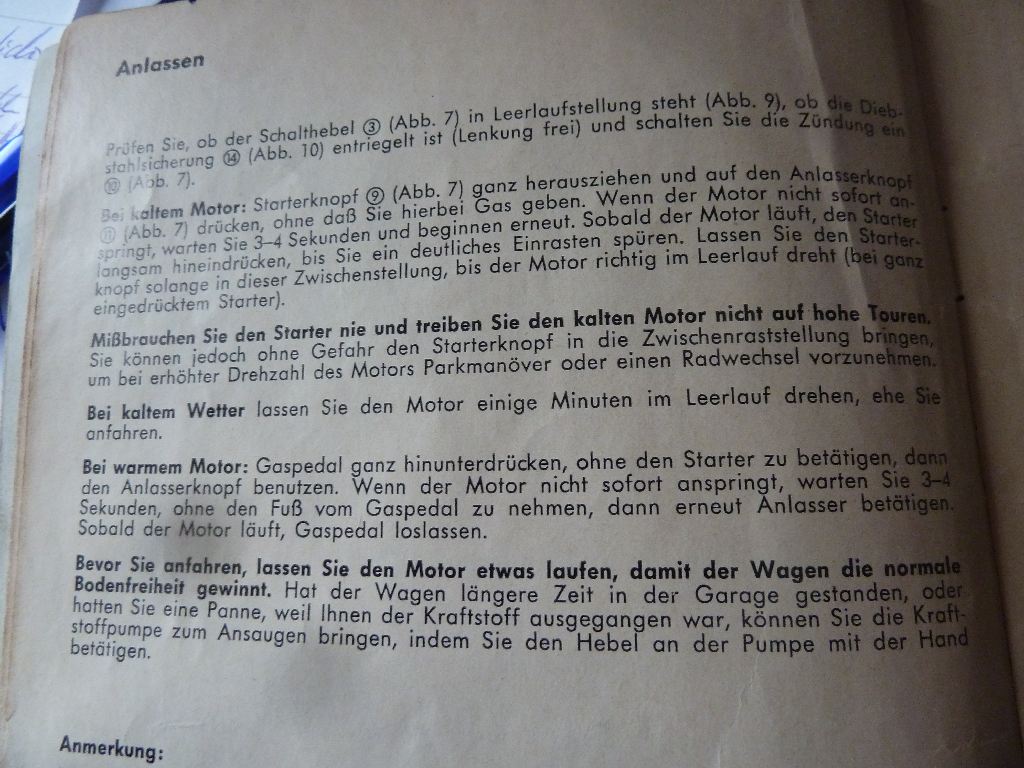 Anlassen
Prüfen Sie, ob der Schalthebel ③ (Abb. 7) in Leerlaufstellung steht (Abb. 9), ob die Dieb-
stahlsicherung ⑭ (Abb. 10) entriegelt ist (Lenkung frei) und schalten Sie die Zündung ein
⑩ (Abb. 7).
Bei kaltem Motor: Starterknopf ⑨ (Abb. 7) ganz herausziehen und auf den Anlasserknopf
⑪ (Abb. 7) drücken, ohne daß Sie hierbei Gas geben. Wenn der Motor nicht sofort an-
springt, warten Sie 3–4 Sekunden und beginnen erneut. Sobald der Motor läuft, den Starter
langsam hineindrücken, bis Sie ein deutliches Einrasten spüren. Lassen Sie den Starter-
knopf solange in dieser Zwischenstellung, bis der Motor richtig im Leerlauf dreht (bei ganz
eingedrücktem Starter).
Mißbrauchen Sie den Starter nie und treiben Sie den kalten Motor nicht auf hohe Touren.
Sie können jedoch ohne Gefahr den Starterknopf in die Zwischenraststellung bringen,
um bei erhöhter Drehzahl des Motors Parkmanöver oder einen Radwechsel vorzunehmen.
Bei kaltem Wetter lassen Sie den Motor einige Minuten im Leerlauf drehen, ehe Sie
anfahren.
Bei warmem Motor: Gaspedal ganz hinunterdrücken, ohne den Starter zu betätigen, dann
den Anlasserknopf benutzen. Wenn der Motor nicht sofort anspringt, warten Sie 3–4
Sekunden, ohne den Fuß vom Gaspedal zu nehmen, dann erneut Anlasser betätigen.
Sobald der Motor läuft, Gaspedal loslassen.
Bevor Sie anfahren, lassen Sie den Motor etwas laufen, damit der Wagen die normale
Bodenfreiheit gewinnt. Hat der Wagen längere Zeit in der Garage gestanden, oder
hatten Sie eine Panne, weil Ihnen der Kraftstoff ausgegangen war, können Sie die Kraft-
stoffpumpe zum Ansaugen bringen, indem Sie den Hebel an der Pumpe mit der Hand
betätigen.
Anmerkung: